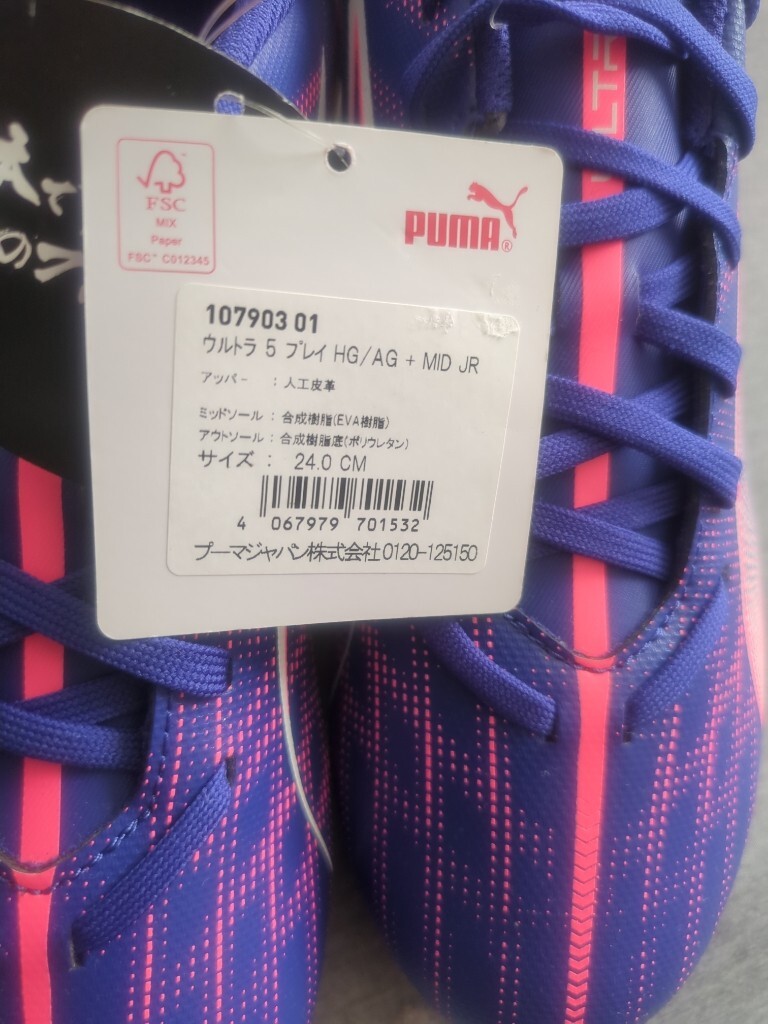 FSC
MIX
Paper
FSC™ C012345
PUMA®
107903 01
ウルトラ 5 プレイ HG/AG + MID JR
アッパー : 人工皮革
ミッドソール : 合成樹脂(EVA樹脂)
アウトソール : 合成樹脂底(ポリウレタン)
サイズ : 24.0 CM
4 067979 701532
プーマジャパン株式会社 0120-125150